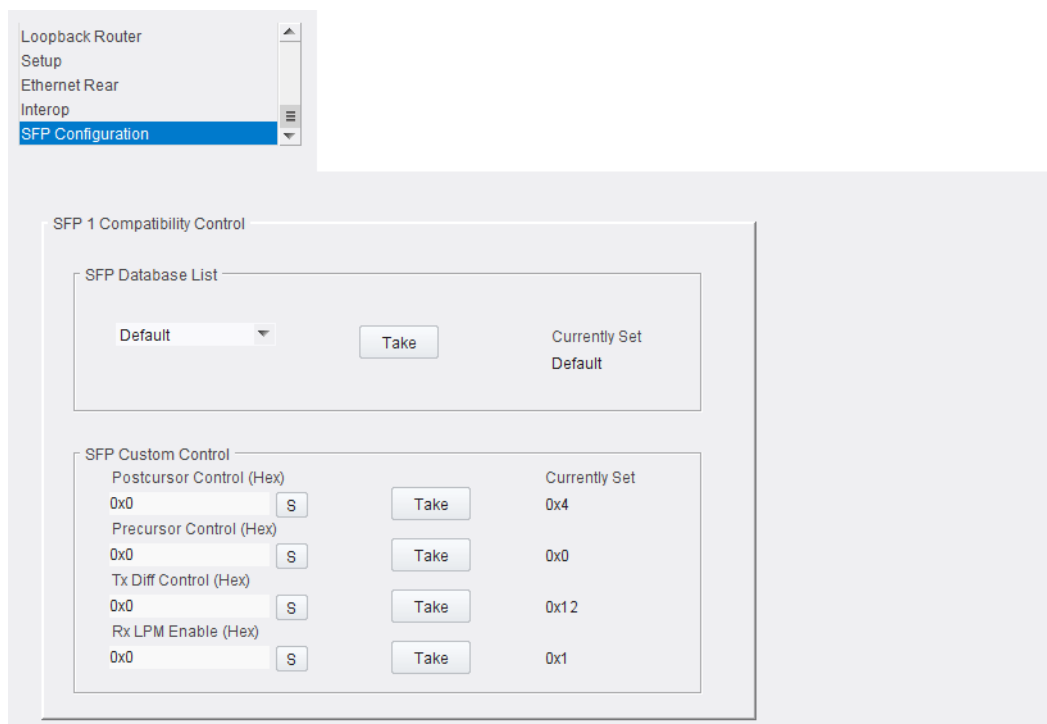 Loopback Router
Setup
Ethernet Rear
Interop
SFP Configuration
SFP 1 Compatibility Control
SFP Database List
Default
Take
Currently Set
Default
SFP Custom Control
Postcursor Control (Hex)
Currently Set
0x0 S Take 0x4
Precursor Control (Hex)
0x0 S Take 0x0
Tx Diff Control (Hex)
0x0 S Take 0x12
Rx LPM Enable (Hex)
0x0 S Take 0x1